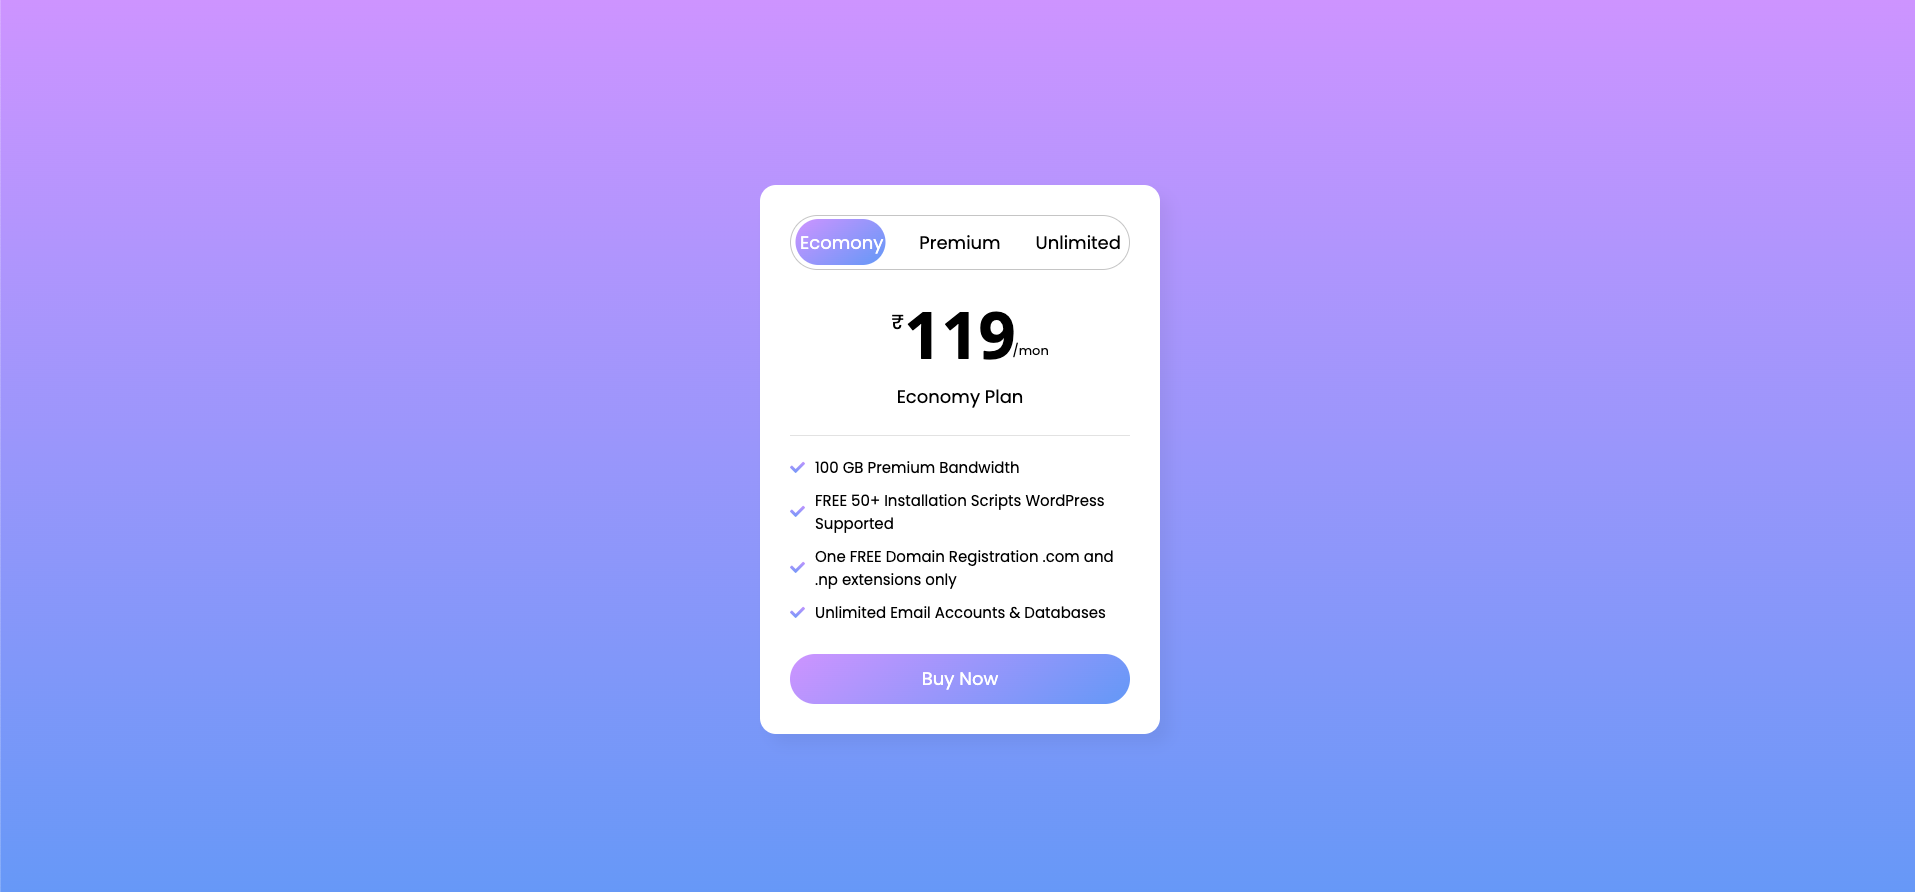 Ecomony Premium Unlimited
₹119/mon
Economy Plan
100 GB Premium Bandwidth
FREE 50+ Installation Scripts WordPress
Supported
One FREE Domain Registration .com and
.np extensions only
Unlimited Email Accounts & Databases
Buy Now